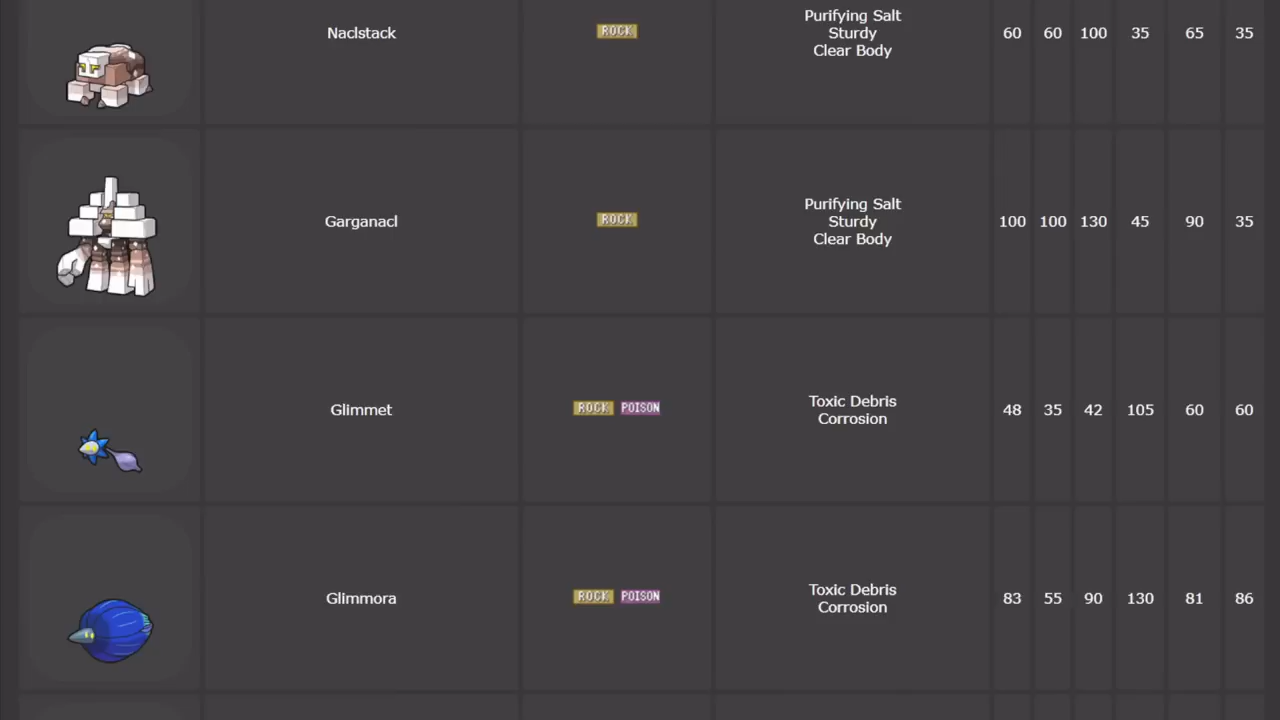 Purifying Salt
Naclstack ROCK Sturdy 60 60 100 35 65 35
Clear Body
Purifying Salt
Garganacl ROCK Sturdy 100 100 130 45 90 35
Clear Body
Toxic Debris
Glimmet ROCK POISON 48 35 42 105 60 60
Corrosion
Toxic Debris
Glimmora ROCK POISON 83 55 90 130 81 86
Corrosion